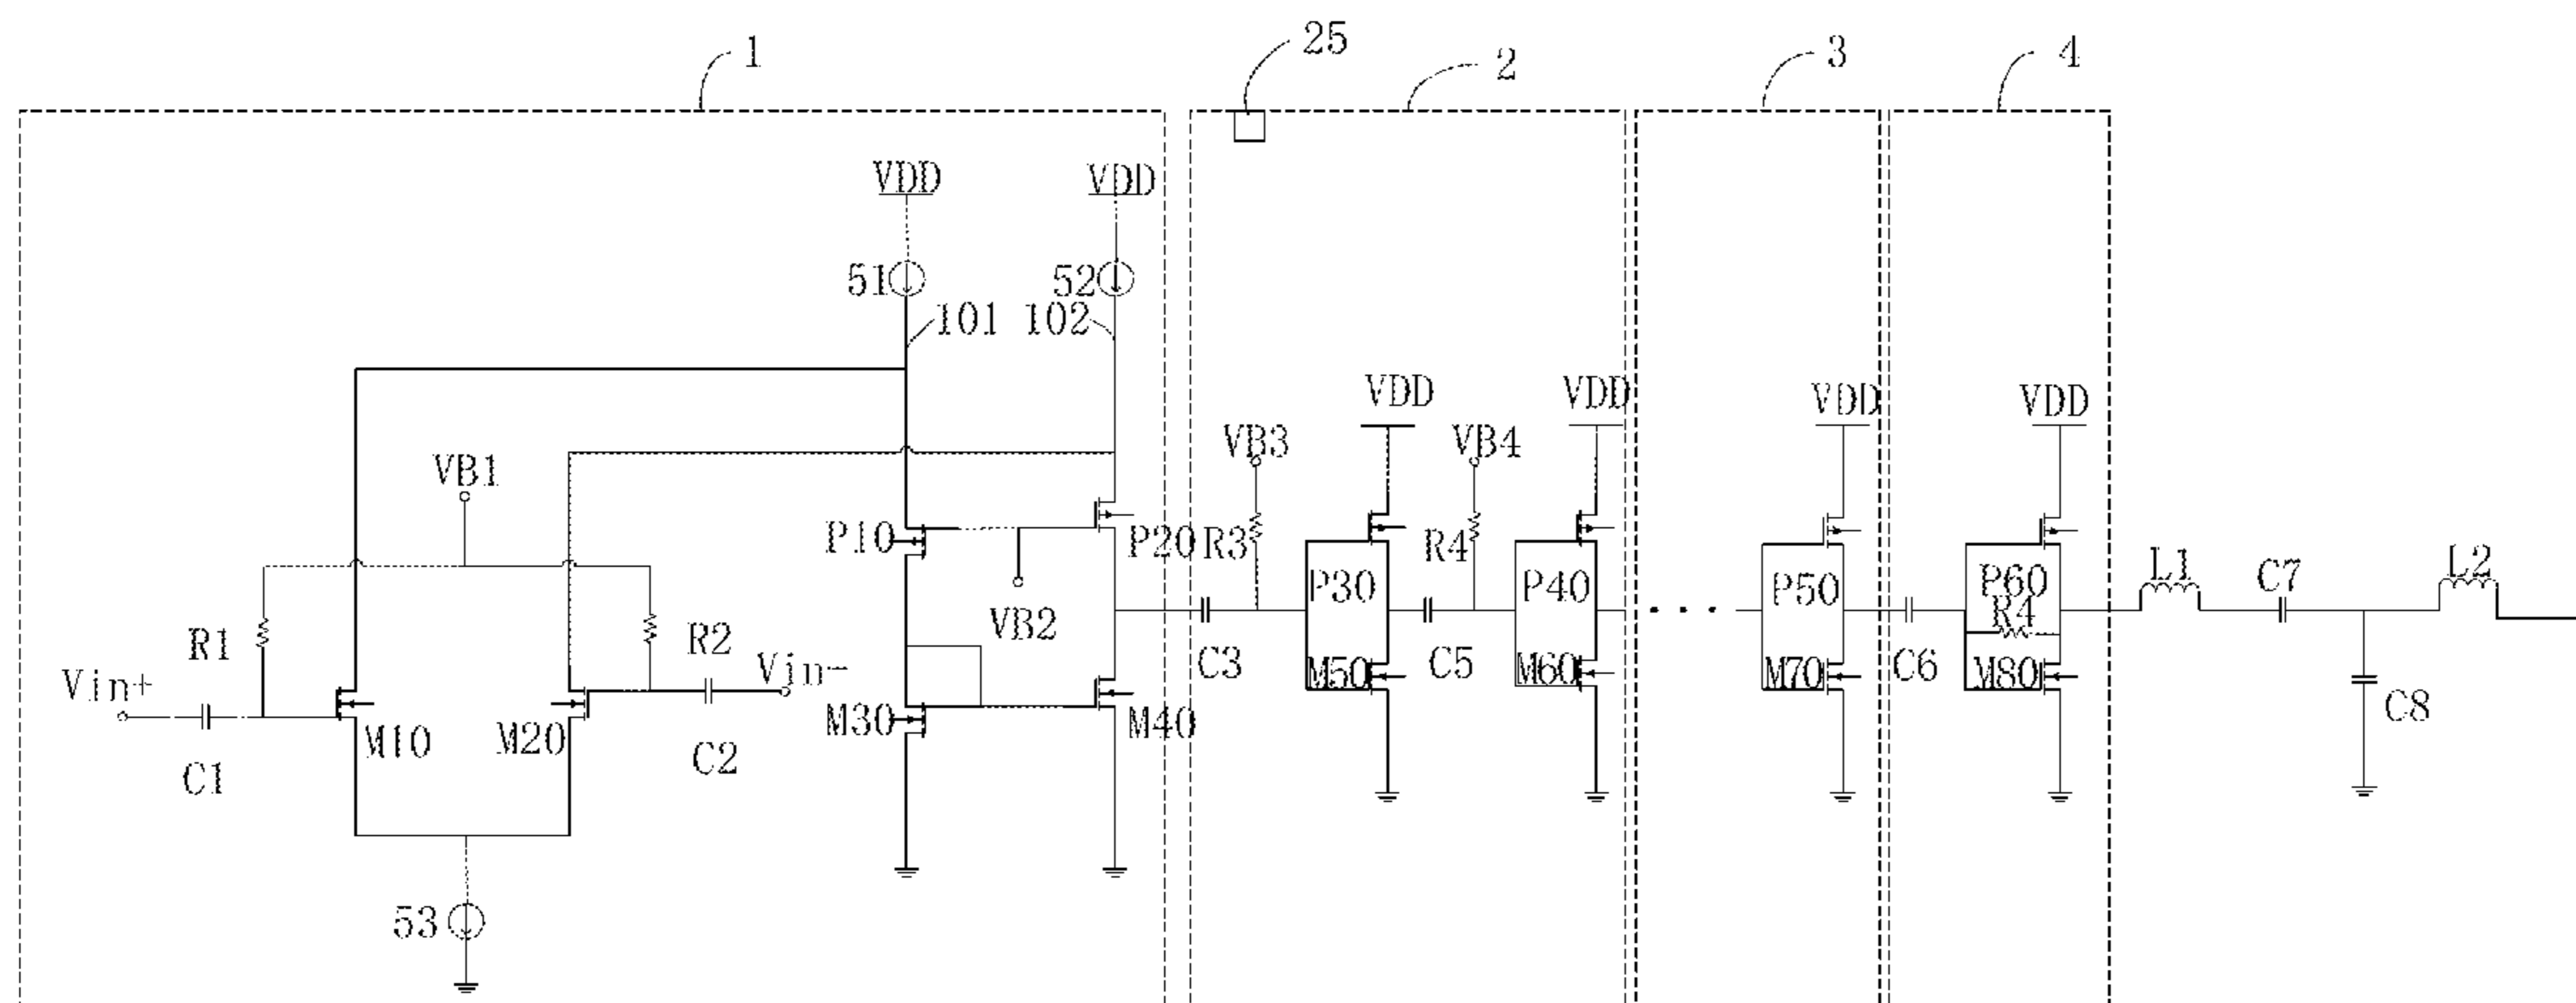 1
25
2
3
4
VDD
VDD
51
52
101
102
VDD
VDD
VDD
VDD
VB1
VB3
VB4
P10
P20
R3
R4
P30
P40
P50
P60
R4
L1
C7
L2
VB2
R1
R2
Vin+
Vin-
M10
M20
M30
M40
C3
M50
C5
M60
M70
C6
M80
C8
C1
C2
53